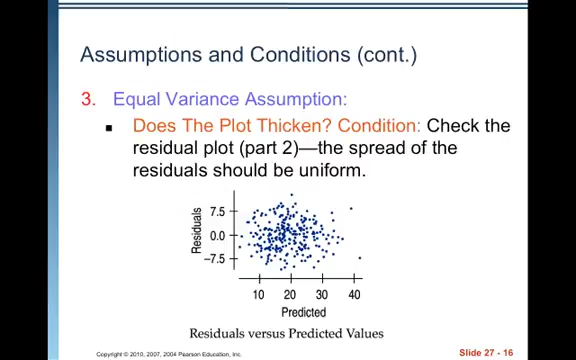 Assumptions and Conditions (cont.)
3. Equal Variance Assumption:
■ Does The Plot Thicken? Condition: Check the
residual plot (part 2)—the spread of the
residuals should be uniform.
Residuals
7.5
0.0
–7.5
10 20 30 40
Predicted
Residuals versus Predicted Values
Copyright © 2010, 2007, 2004 Pearson Education, Inc.
Slide 27 - 16